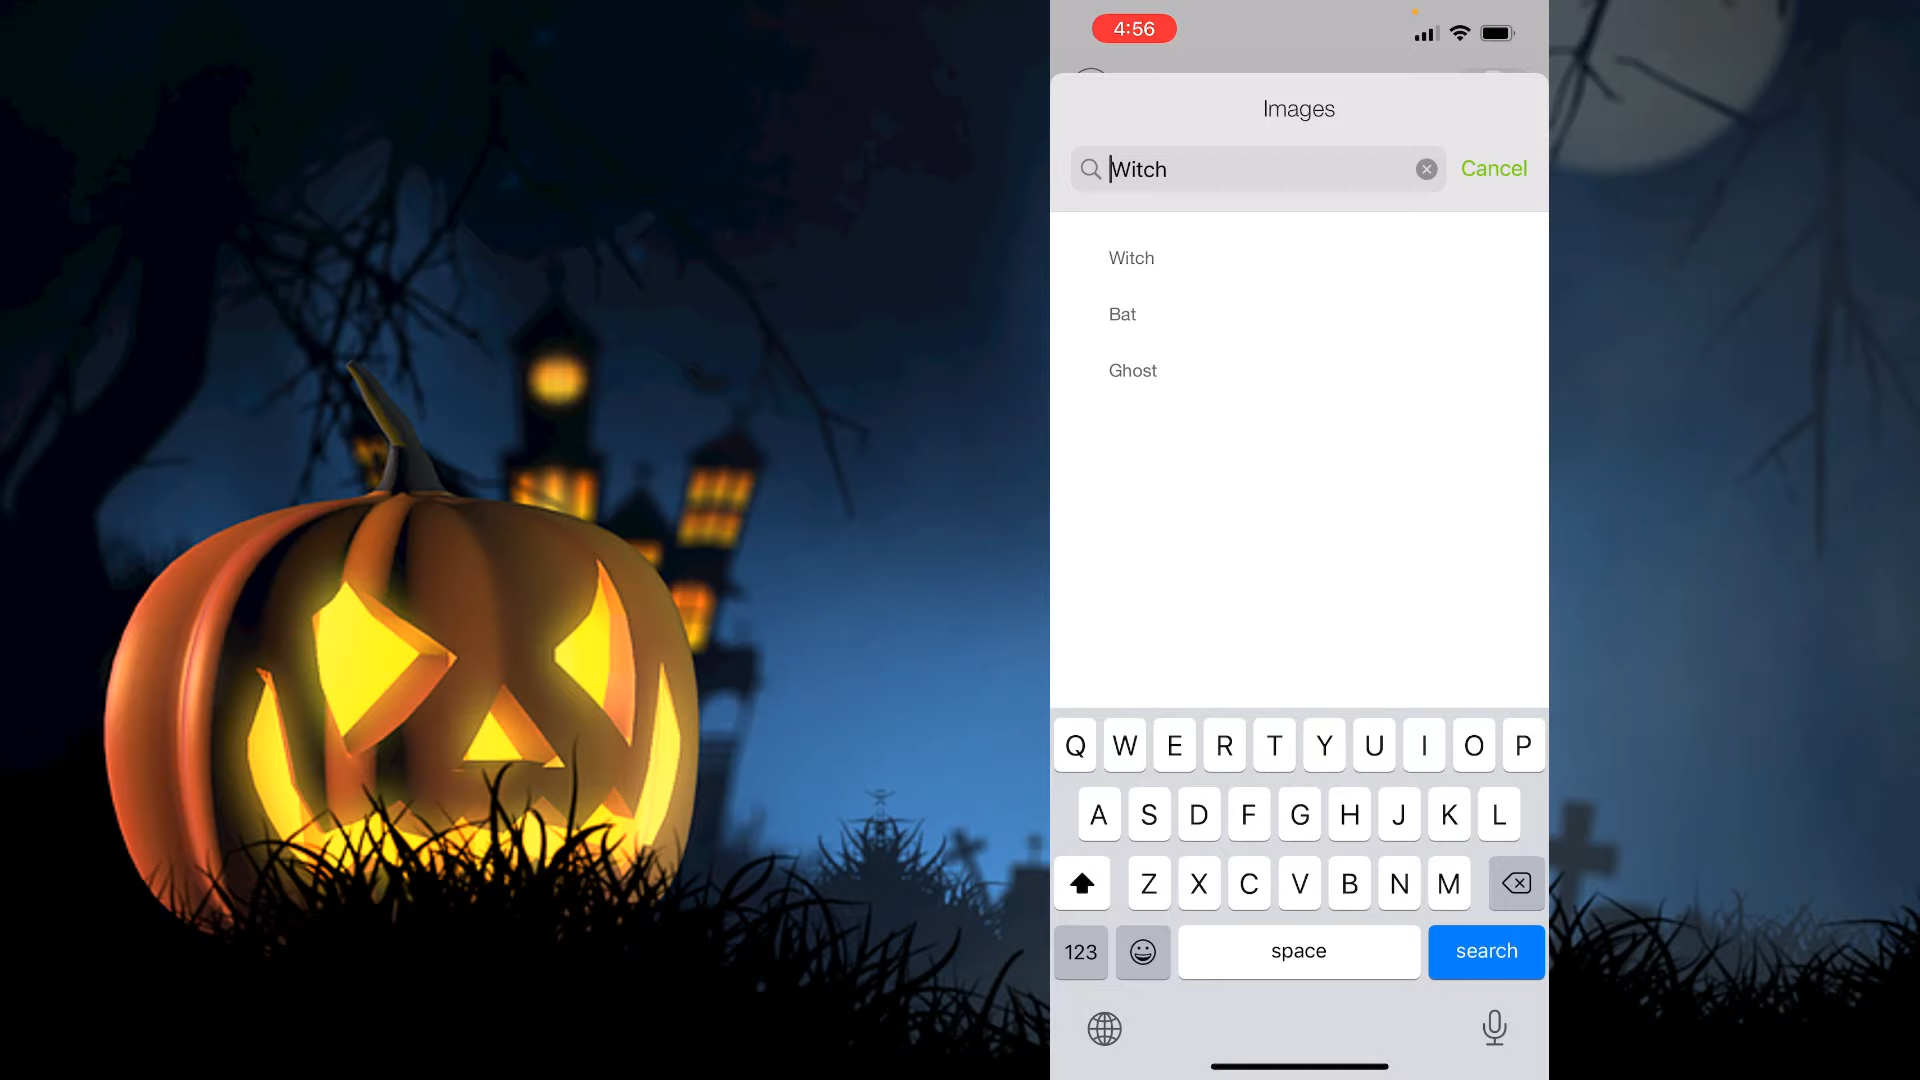 4:56
Images
Witch
Cancel
Witch
Bat
Ghost
Q W E R T Y U I O P
A S D F G H J K L
Z X C V B N M
123 space search